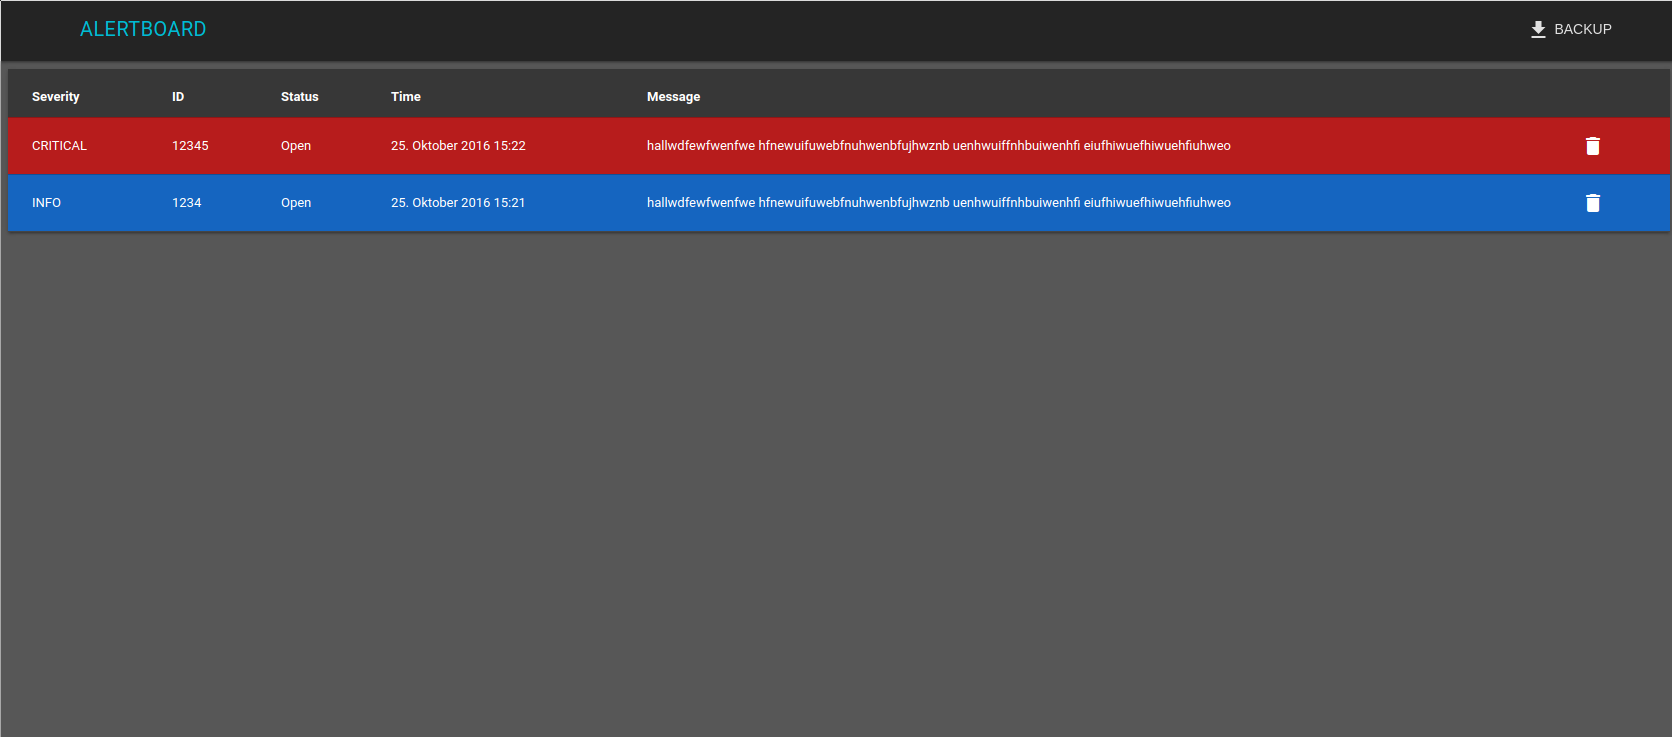 ALERTBOARD BACKUP
Severity ID Status Time Message
CRITICAL 12345 Open 25. Oktober 2016 15:22 hallwdfewfwenfwe hfnewuifuwebfnuhwenbfujhwznb uenhwuiffnhbuiwenhfi eiufhiwuefhiwuehfiuhweo
INFO 1234 Open 25. Oktober 2016 15:21 hallwdfewfwenfwe hfnewuifuwebfnuhwenbfujhwznb uenhwuiffnhbuiwenhfi eiufhiwuefhiwuehfiuhweo